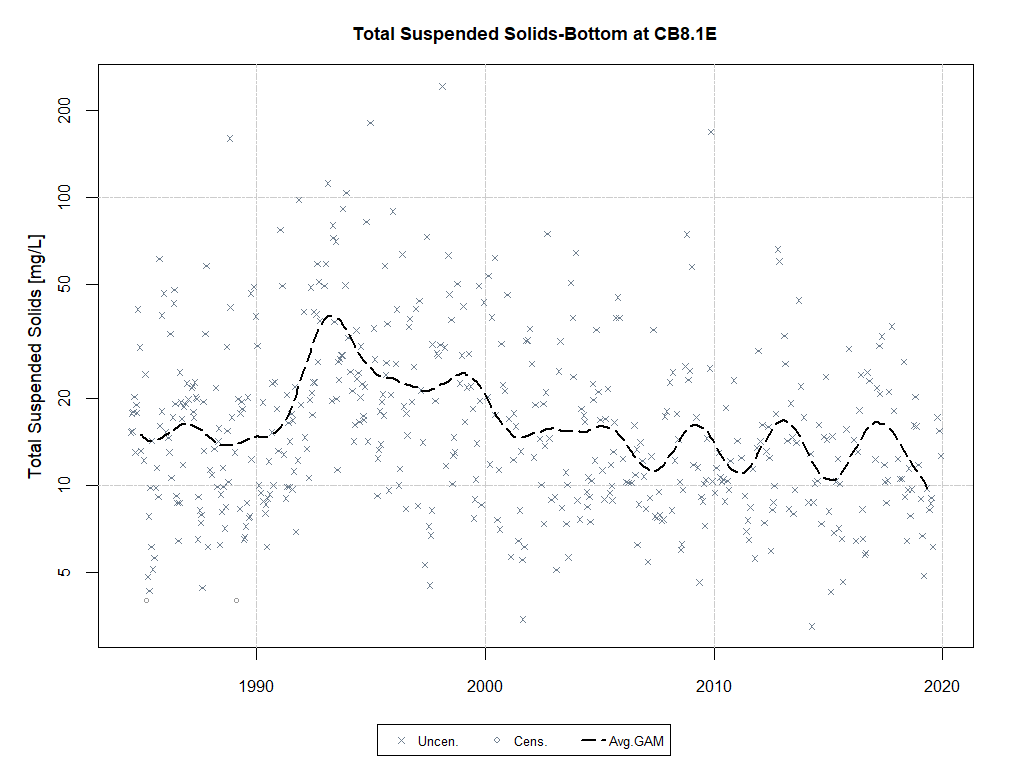 Total Suspended Solids-Bottom at CB8.1E
Total Suspended Solids [mg/L]
200
100
50
20
10
5
1990 2000 2010 2020
Uncen. Cens. Avg.GAM